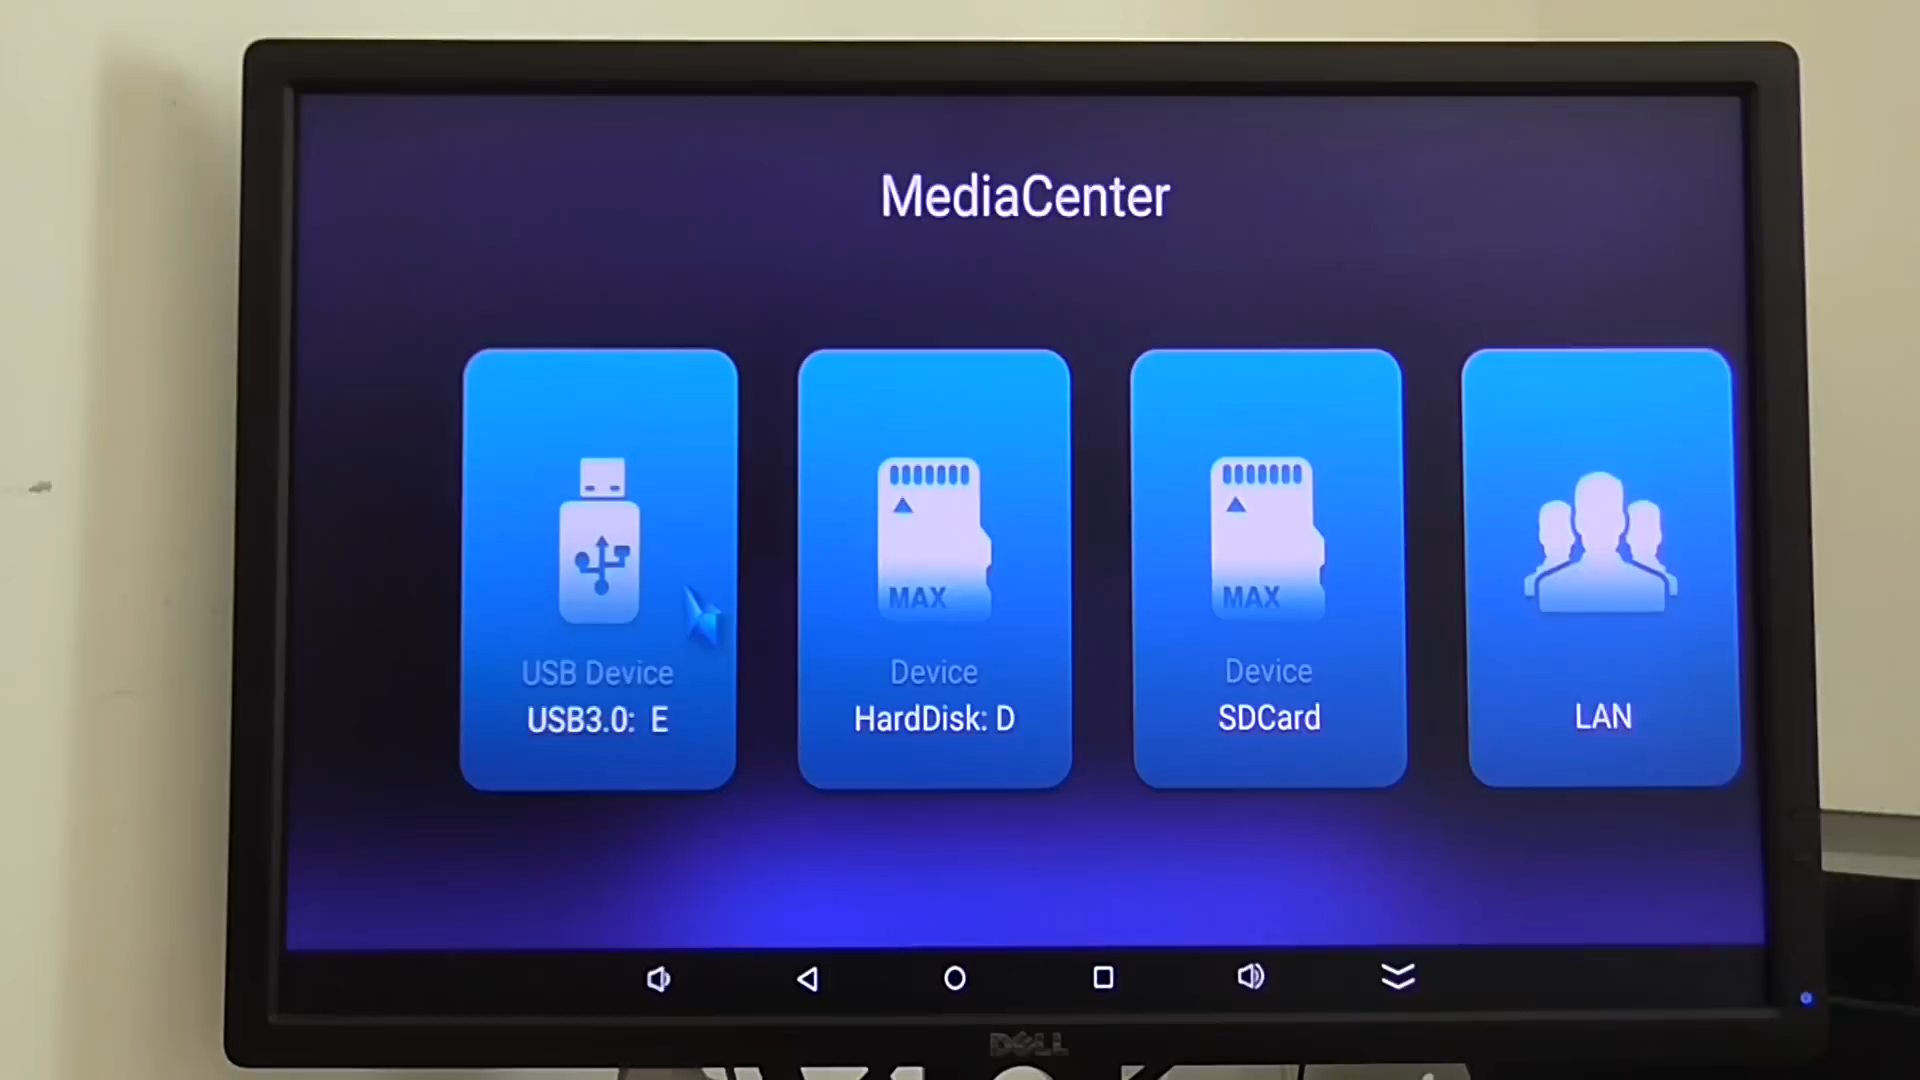 MediaCenter
USB Device
USB3.0: E
MAX
Device
HardDisk: D
MAX
Device
SDCard
LAN
DELL